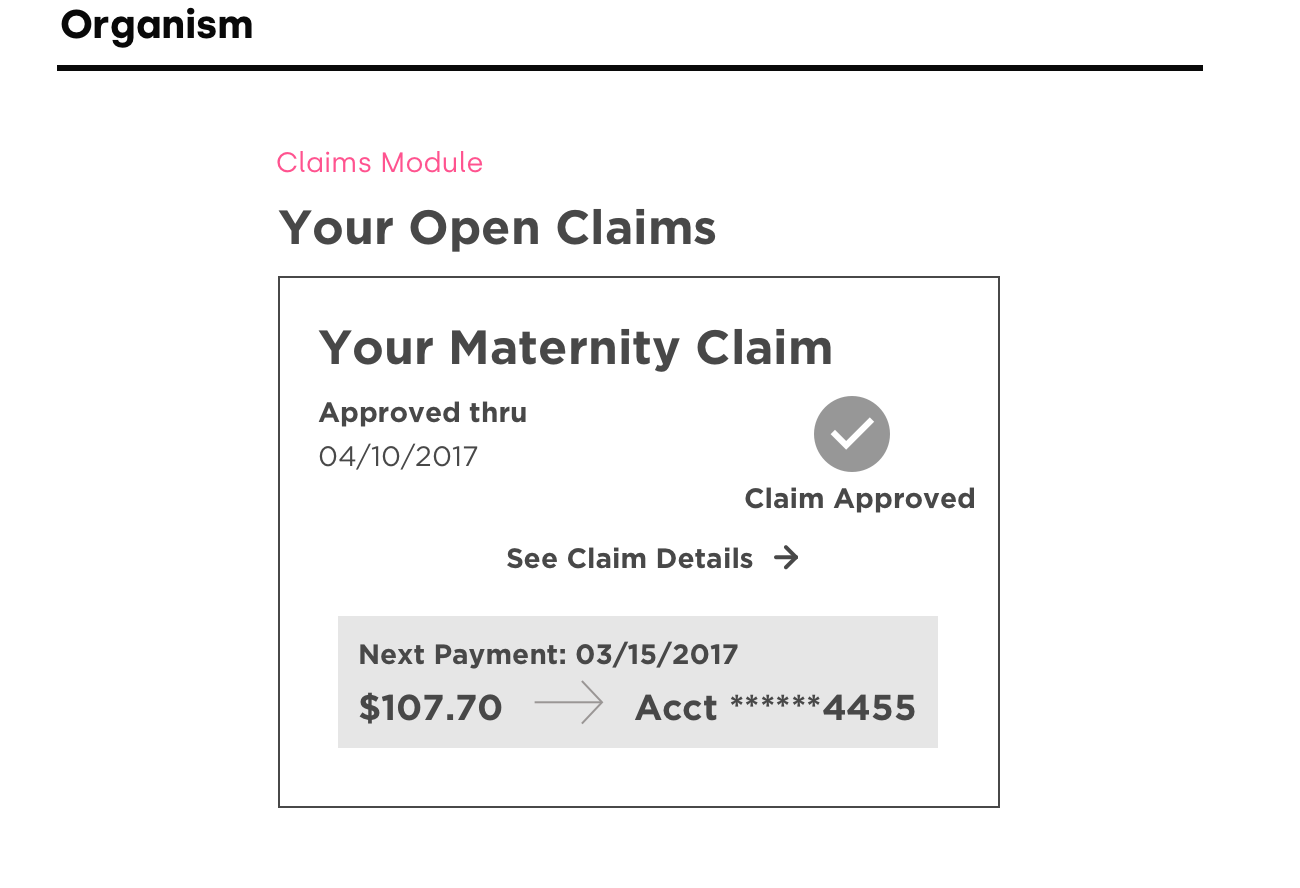 Organism
Claims Module
Your Open Claims
Your Maternity Claim
Approved thru
04/10/2017
Claim Approved
See Claim Details →
Next Payment: 03/15/2017
$107.70 → Acct ******4455